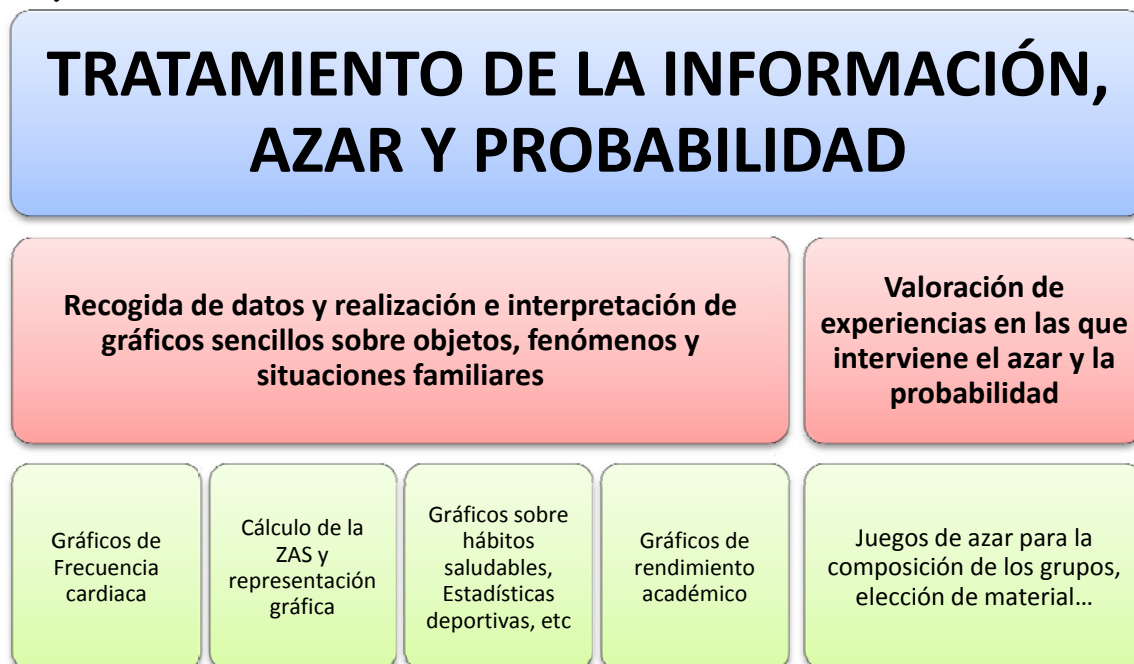 TRATAMIENTO DE LA INFORMACIÓN,
AZAR Y PROBABILIDAD
Recogida de datos y realización e interpretación de
gráficos sencillos sobre objetos, fenómenos y
situaciones familiares
Valoración de
experiencias en las que
interviene el azar y la
probabilidad
Gráficos de
Frecuencia
cardiaca
Cálculo de la
ZAS y
representación
gráfica
Gráficos sobre
hábitos
saludables,
Estadísticas
deportivas, etc
Gráficos de
rendimiento
académico
Juegos de azar para la
composición de los grupos,
elección de material...